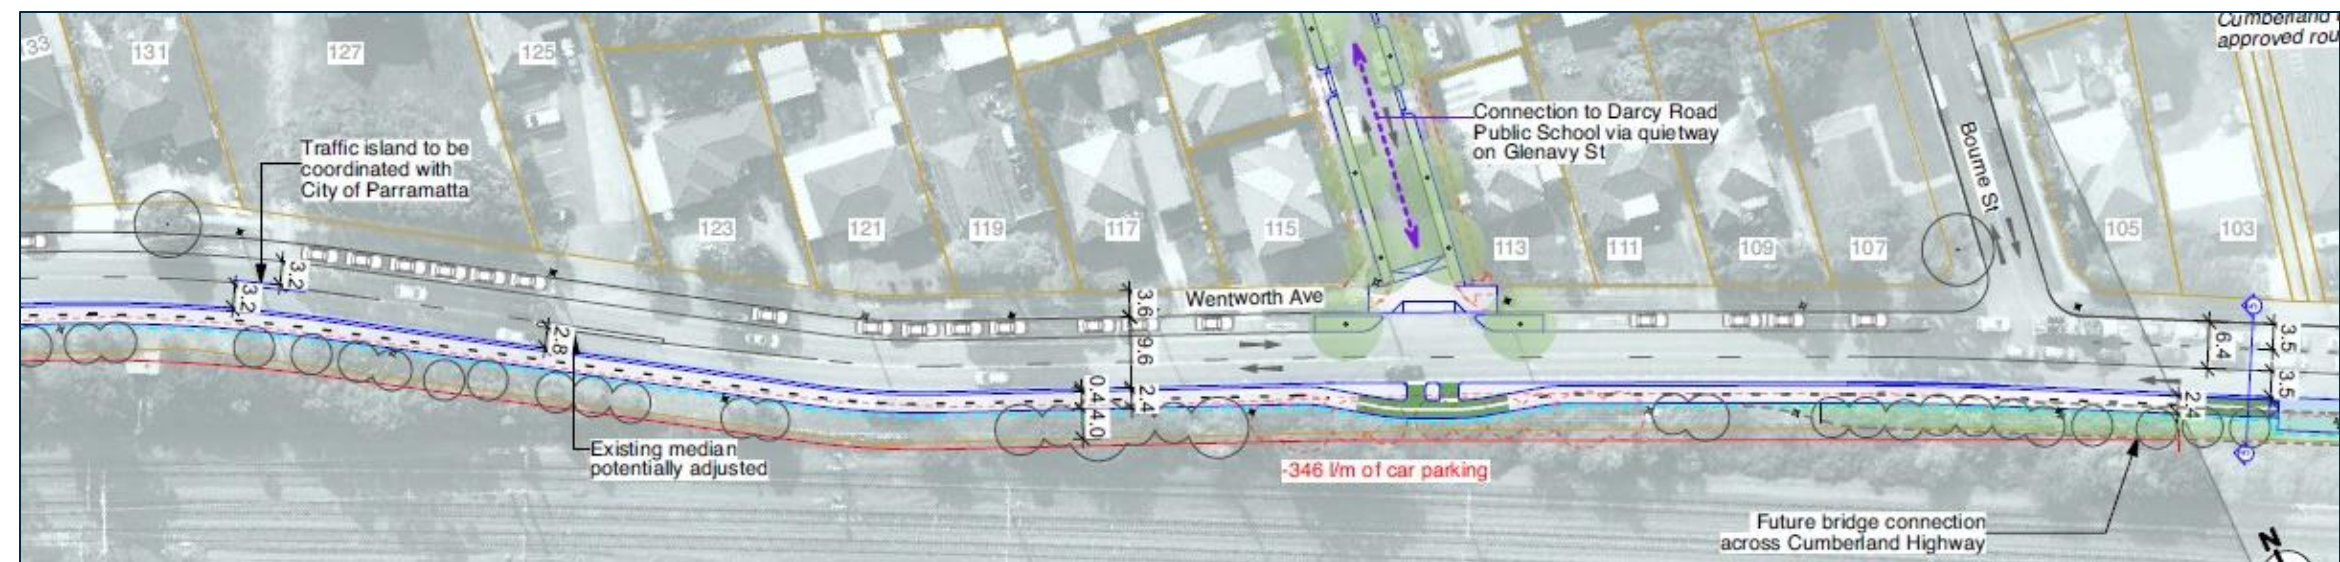 33
131
127
125
Cumberland
approved rou
Traffic island to be
coordinated with
City of Parramatta
Connection to Darcy Road
Public School via quietway
on Glenavy St
Bourne St
123
121
119
117
115
113
111
109
107
105
103
3.2
3.2
2.8
Wentworth Ave
3.6
9.6
2.4
0.4
4.0
6.4
3.5
3.5
2.4
Existing median
potentially adjusted
-346 l/m of car parking
Future bridge connection
across Cumberland Highway
N